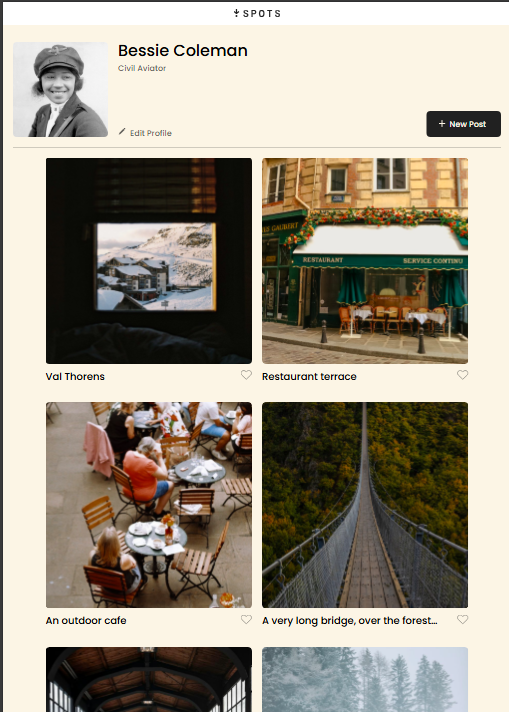 SPOTS
Bessie Coleman
Civil Aviator
Edit Profile
+ New Post
RESTAURANT SERVICE CONTINU
Val Thorens
Restaurant terrace
An outdoor cafe
A very long bridge, over the forest...